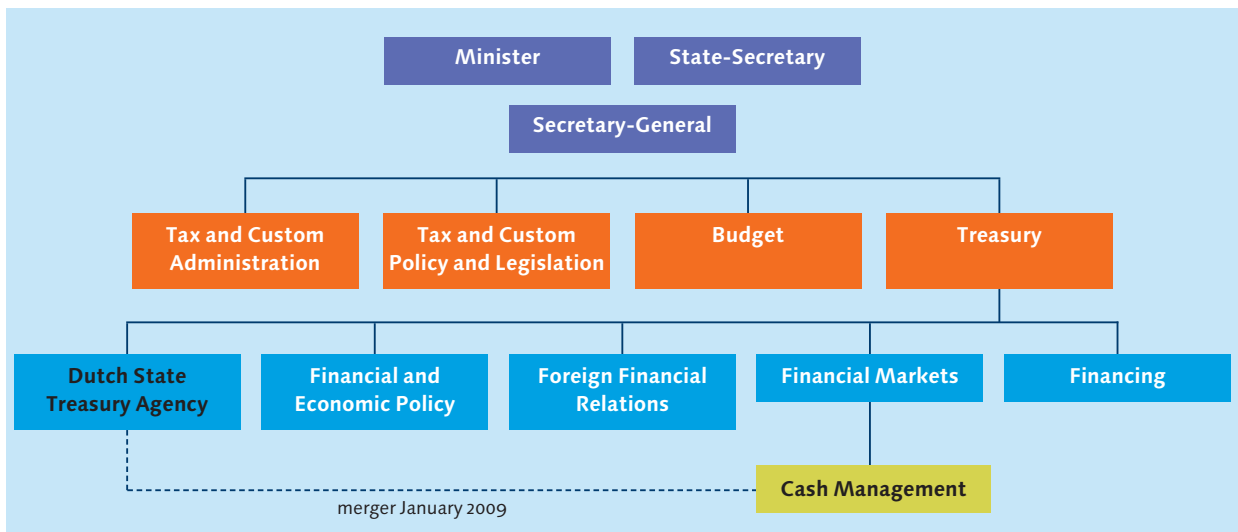 Minister
State-Secretary
Secretary-General
Tax and Custom
Administration
Tax and Custom
Policy and Legislation
Budget
Treasury
Dutch State
Treasury Agency
Financial and
Economic Policy
Foreign Financial
Relations
Financial Markets
Financing
Cash Management
merger January 2009